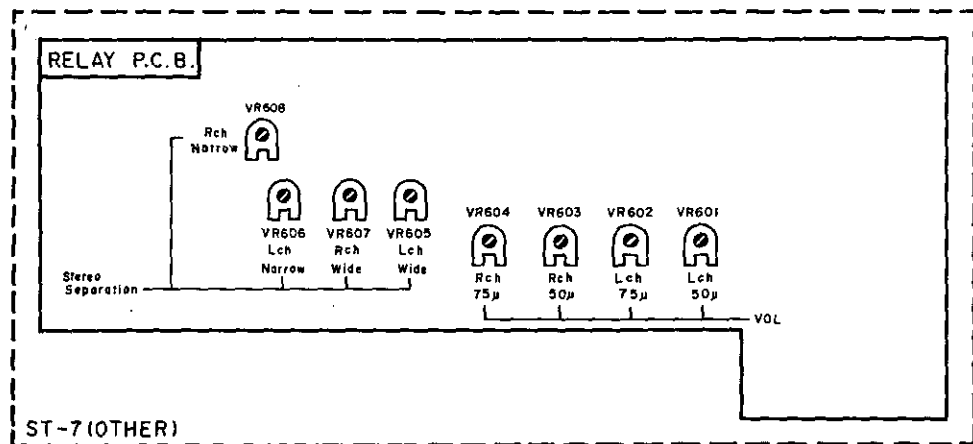 RELAY P.C.B.
VR608
Rch
Narrow
VR606 VR607 VR605
Lch Rch Lch
Narrow Wide Wide
Stereo
Separation
VR604 VR603 VR602 VR601
Rch Rch Lch Lch
75μ 50μ 75μ 50μ
VOL
ST-7(OTHER)